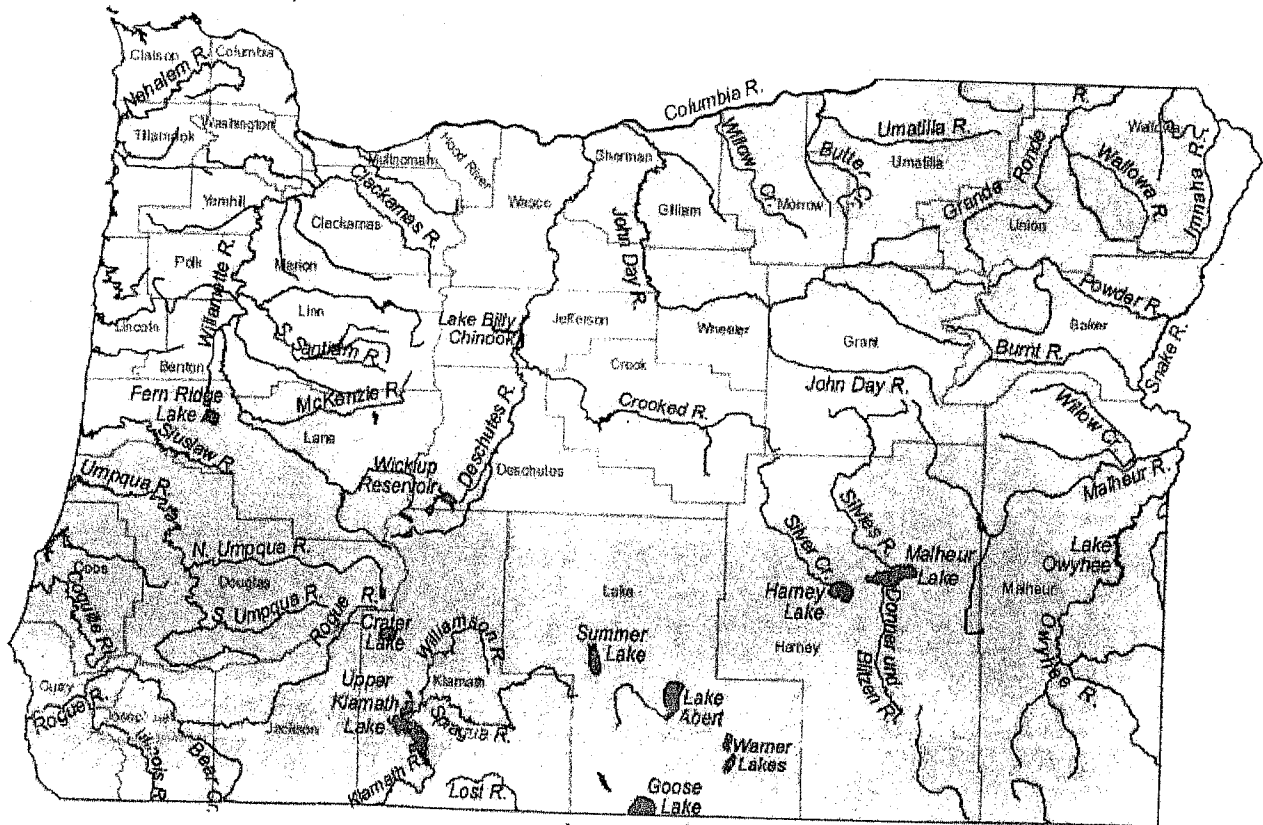 Clatsop
Columbia
Nehalem R.
Columbia R.
Tillamook
Washington
Multnomah
Hood River
Sherman
Willow Cr.
Umatilla R.
R.
Wallowa
Butte Cr.
Umatilla
Clackamas R.
Yamhill
Clackamas
Wasco
Gilliam
Morrow
Grande Ronde
Wallowa R.
Imnaha R.
Union
John Day R.
Polk
Marion
Willamette R.
Powder R.
Lincoln
Linn
Lake Billy
Chinook
Jefferson
Wheeler
Grant
Baker
S. Santiam R.
Burnt R.
Snake R.
Benton
Crook
John Day R.
Fern Ridge
Lake
McKenzie R.
Crooked R.
Willow Cr.
Lane
Siuslaw R.
Deschutes R.
Wickiup
Reservoir
Deschutes
Malheur R.
Umpqua R.
Silvies R.
Silver Cr.
N. Umpqua R.
Malheur
Lake
Lake
Owyhee
Coos
Douglas
Lake
Harney
Lake
Malheur
Coquille R.
S. Umpqua R.
Rogue R.
Crater
Lake
Williamson R.
Summer
Lake
Harney
Donner und
Blitzen R.
Owyhee R.
Curry
Rogue R.
Josephine
Upper
Klamath
Lake
Klamath
Lake
Abert
Jackson
Sprague R.
Illinois R.
Bear Cr.
Warner
Lakes
Klamath R.
Lost R.
Goose
Lake